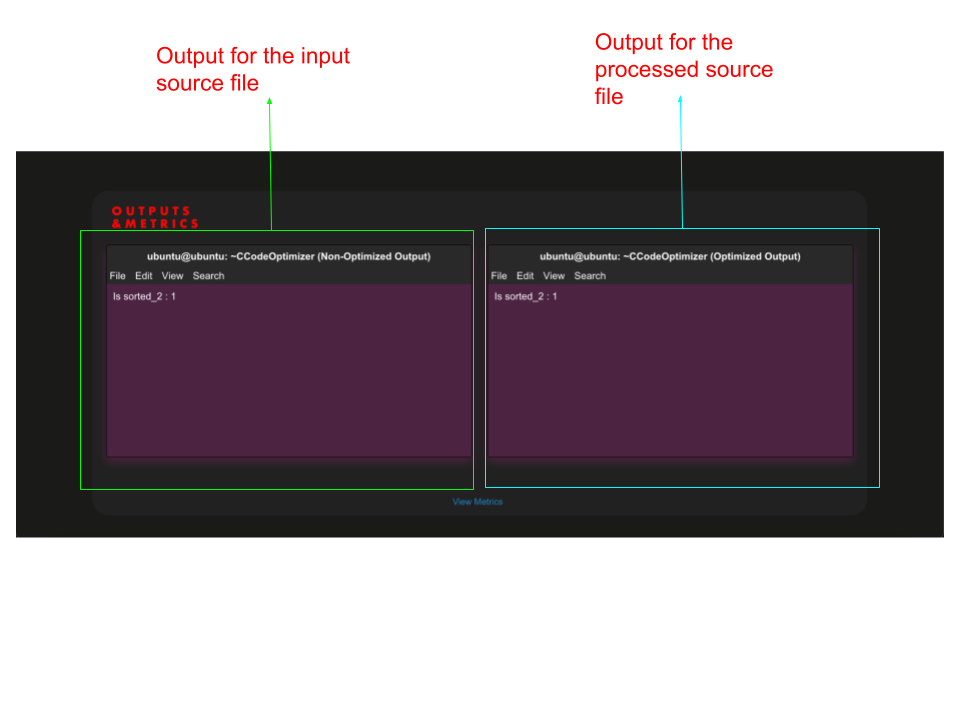 Output for the input
source file
Output for the
processed source
file
OUTPUTS
&METRICS
ubuntu@ubuntu: ~CCodeOptimizer (Non-Optimized Output)
File Edit View Search
Is sorted_2 : 1
ubuntu@ubuntu: ~CCodeOptimizer (Optimized Output)
File Edit View Search
Is sorted_2 : 1
View Metrics